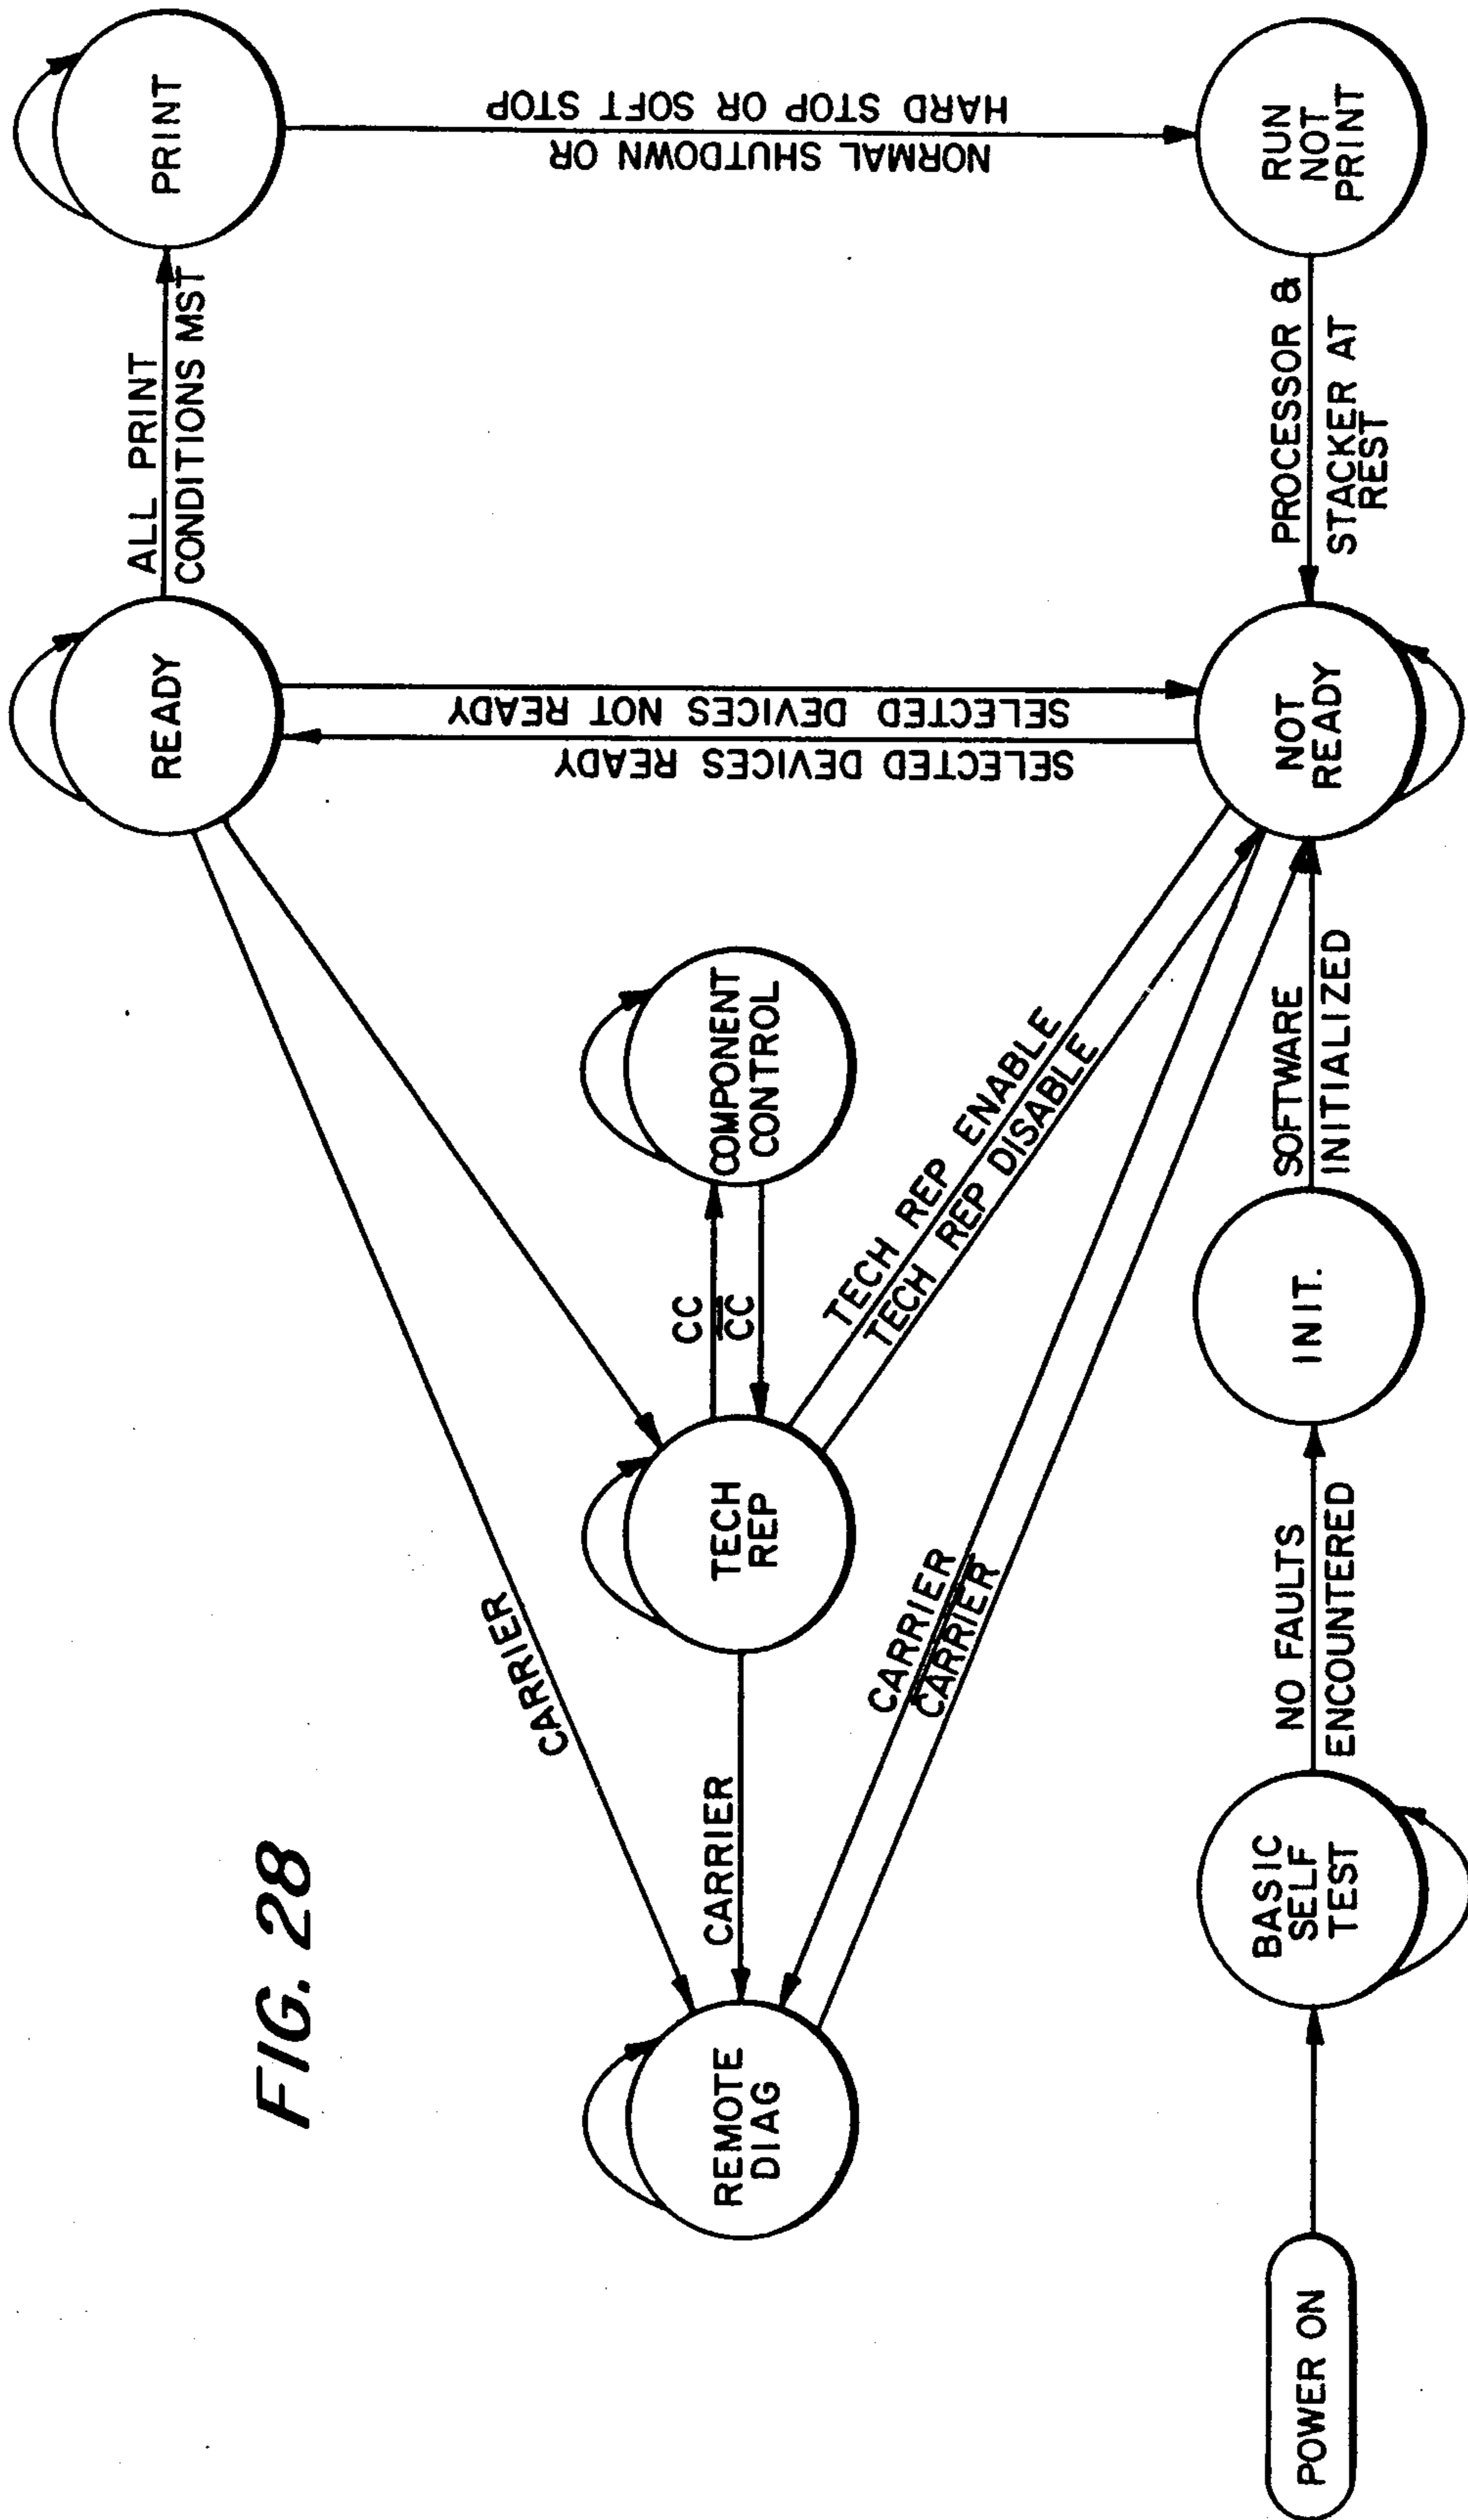 FIG. 28
READY
ALL PRINT
CONDITIONS MST
PRINT
CARRIER
SELECTED DEVICES READY
SELECTED DEVICES NOT READY
NORMAL SHUTDOWN OR
HARD STOP OR SOFT STOP
REMOTE
DIAG
CARRIER
TECH
REP
CC
CC
COMPONENT
CONTROL
TECH REP ENABLE
TECH REP DISABLE
CARRIER
CARRIER
POWER ON
BASIC
SELF
TEST
NO FAULTS
ENCOUNTERED
INIT.
SOFTWARE
INITIALIZED
NOT
READY
PROCESSOR &
STACKER AT
REST
RUN
NOT
PRINT